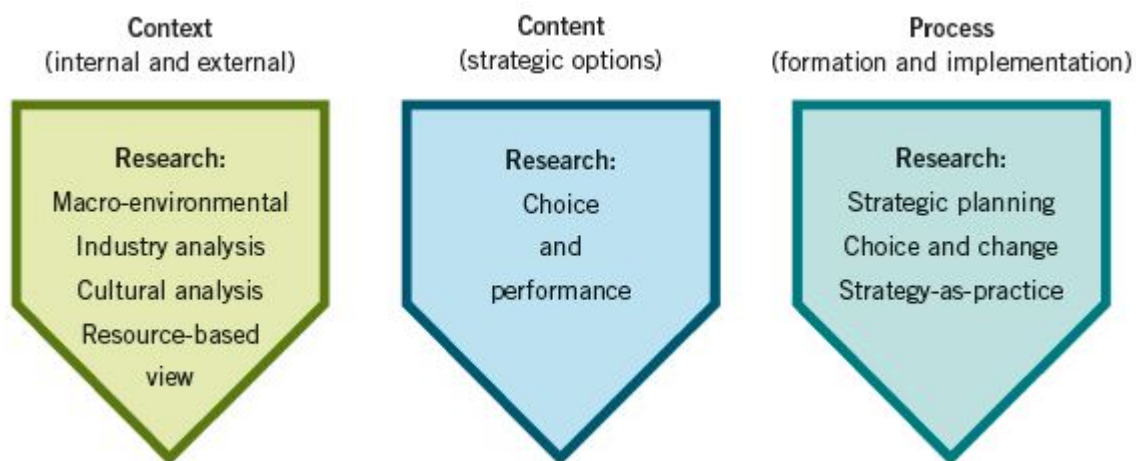 Context
(internal and external)
Research:
Macro-environmental
Industry analysis
Cultural analysis
Resource-based
view
Content
(strategic options)
Research:
Choice
and
performance
Process
(formation and implementation)
Research:
Strategic planning
Choice and change
Strategy-as-practice